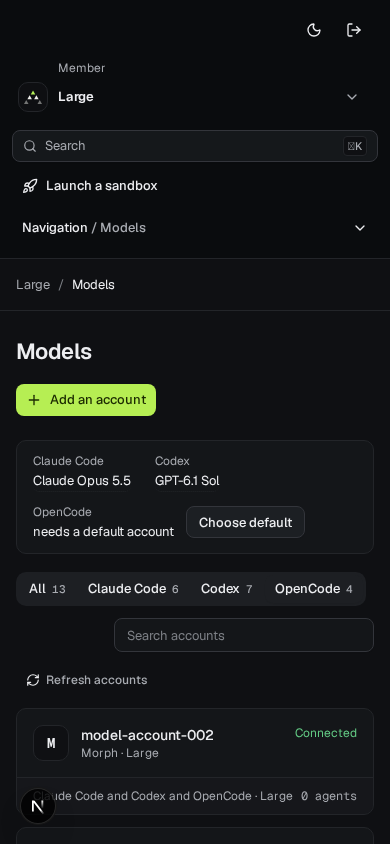 Member
Large
Search
K
Launch a sandbox
Navigation / Models
Large / Models
Models
Add an account
Claude Code
Claude Opus 5.5
Codex
GPT-6.1 Sol
OpenCode
needs a default account
Choose default
All 13 Claude Code 6 Codex 7 OpenCode 4
Search accounts
Refresh accounts
M
model-account-002
Connected
Morph · Large
ude Code and Codex and OpenCode · Large 0 agents
N